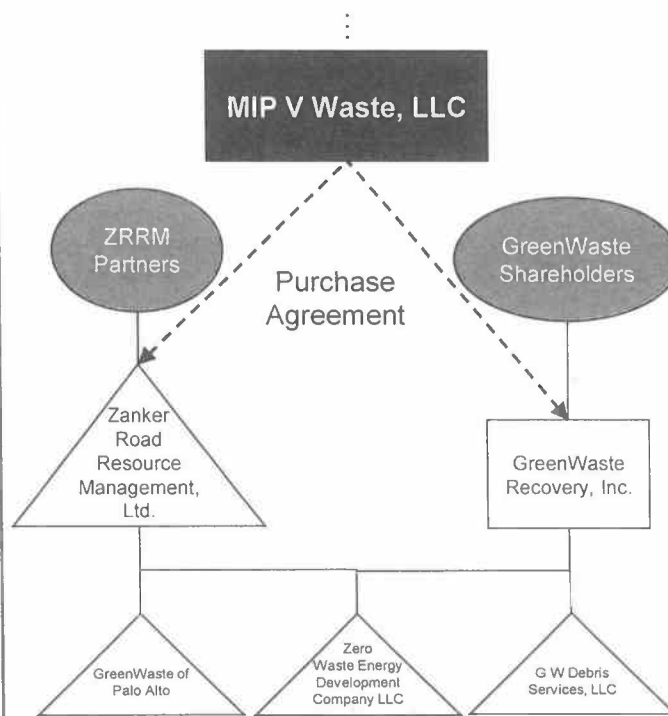 MIP V Waste, LLC
ZRRM
Partners
GreenWaste
Shareholders
Purchase
Agreement
Zanker
Road
Resource
Management,
Ltd.
GreenWaste
Recovery, Inc.
GreenWaste of
Palo Alto
Zero
Waste Energy
Development
Company LLC
G W Debris
Services, LLC